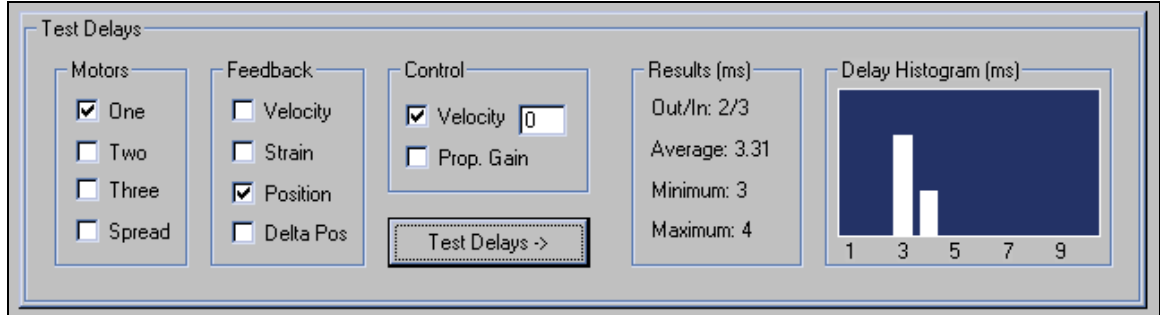 Test Delays
Motors
One
Two
Three
Spread
Feedback
Velocity
Strain
Position
Delta Pos
Control
Velocity 0
Prop. Gain
Test Delays ->
Results (ms)
Out/In: 2/3
Average: 3.31
Minimum: 3
Maximum: 4
Delay Histogram (ms)
1 3 5 7 9